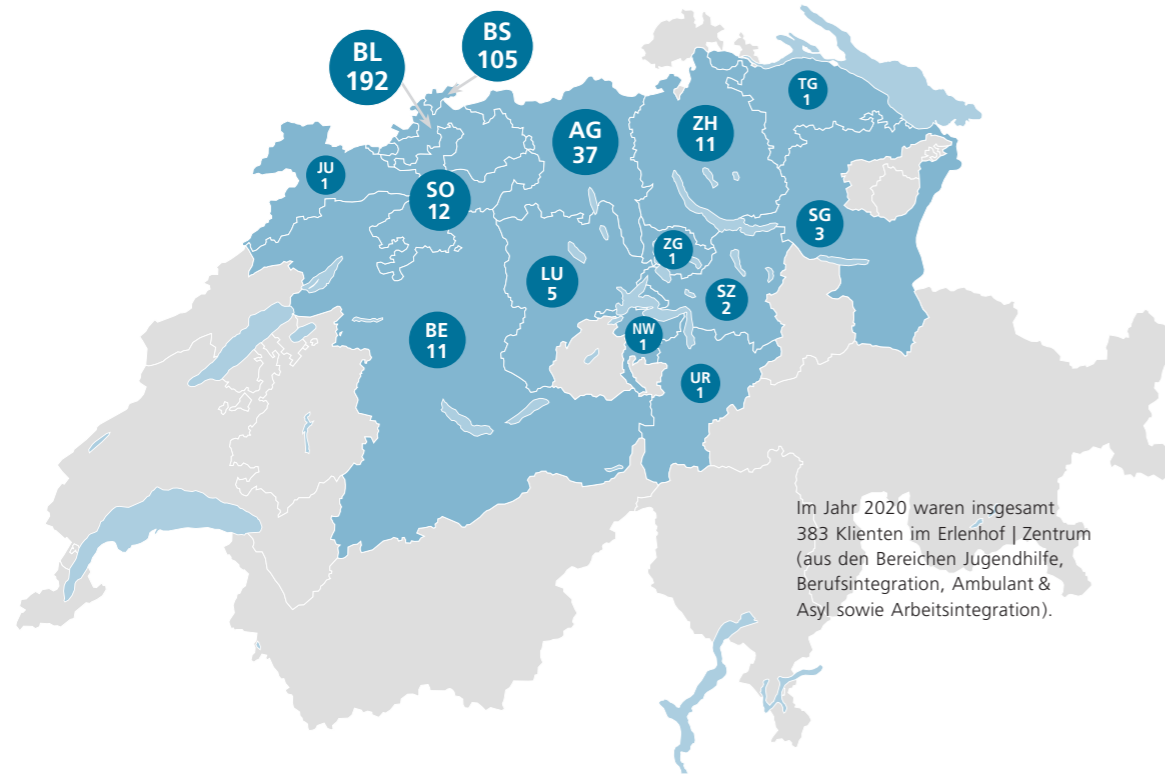 BS
105
BL
192
TG
1
AG
37
ZH
11
JU
1
SO
12
SG
3
ZG
1
LU
5
SZ
2
BE
11
NW
1
UR
1
Im Jahr 2020 waren insgesamt
383 Klienten im Erlenhof | Zentrum
(aus den Bereichen Jugendhilfe,
Berufsintegration, Ambulant &
Asyl sowie Arbeitsintegration).